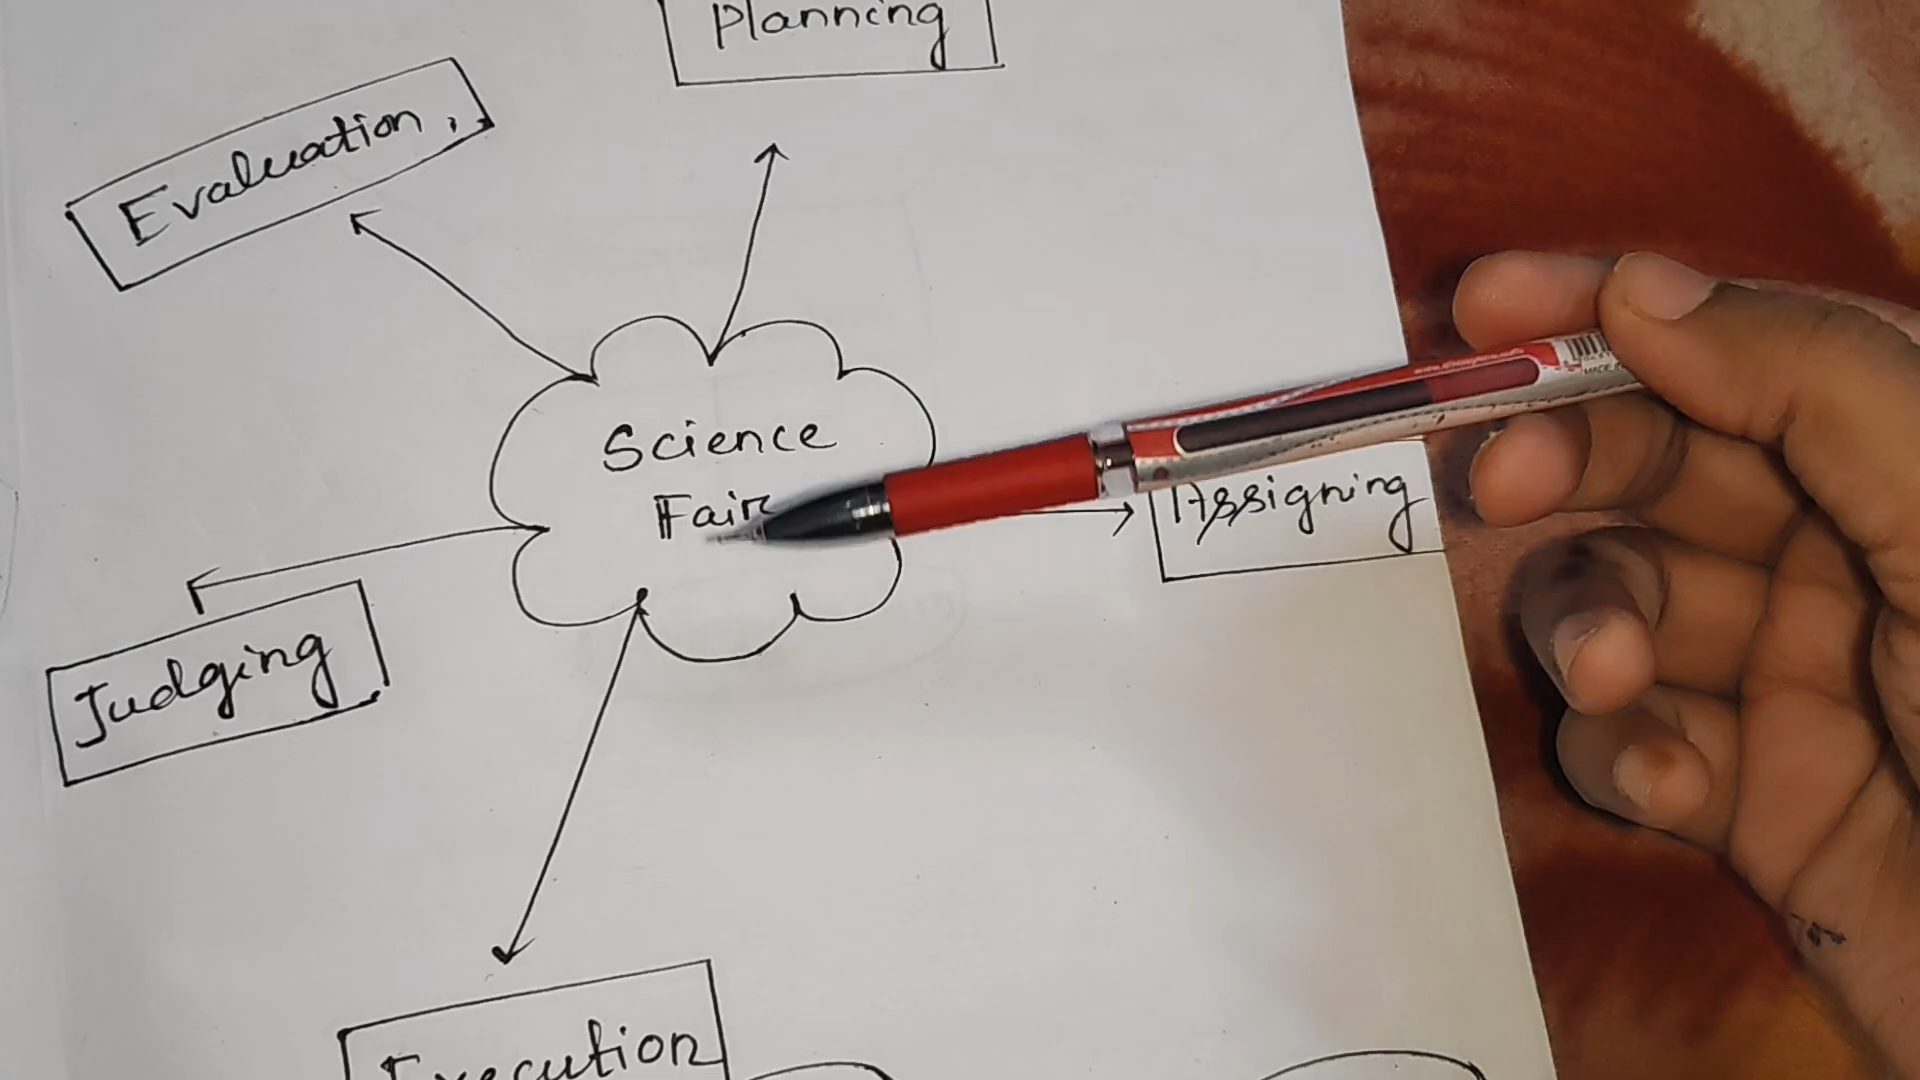 Planning
Evaluation,
Science
Fair
Assigning
Judging
Execution